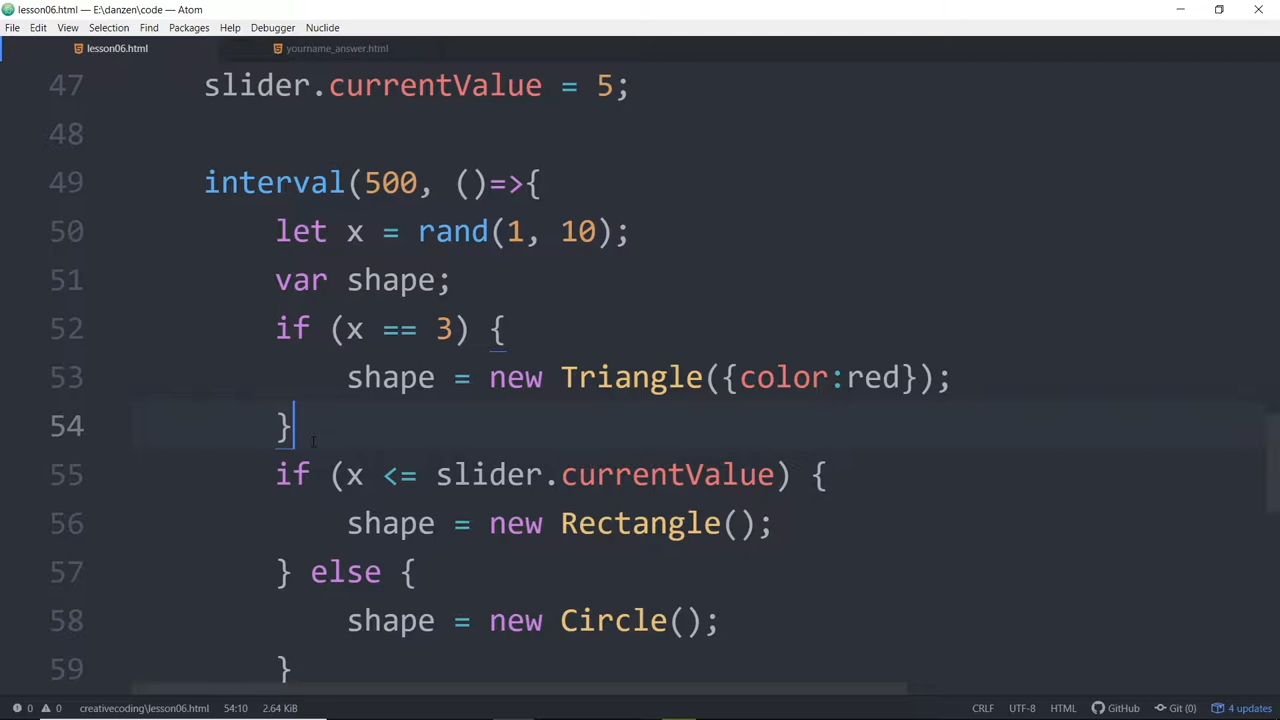 lesson06.html — E:\danzen\code — Atom
File Edit View Selection Find Packages Help Debugger Nuclide
lesson06.html yourname_answer.html
47 slider.currentValue = 5;
48
49 interval(500, ()=>{
50 let x = rand(1, 10);
51 var shape;
52 if (x == 3) {
53 shape = new Triangle({color:red});
54 }
55 if (x <= slider.currentValue) {
56 shape = new Rectangle();
57 } else {
58 shape = new Circle();
59 }
0 0 creativecoding\lesson06.html 54:10 2.64 KiB CRLF UTF-8 HTML GitHub Git (0) 4 updates